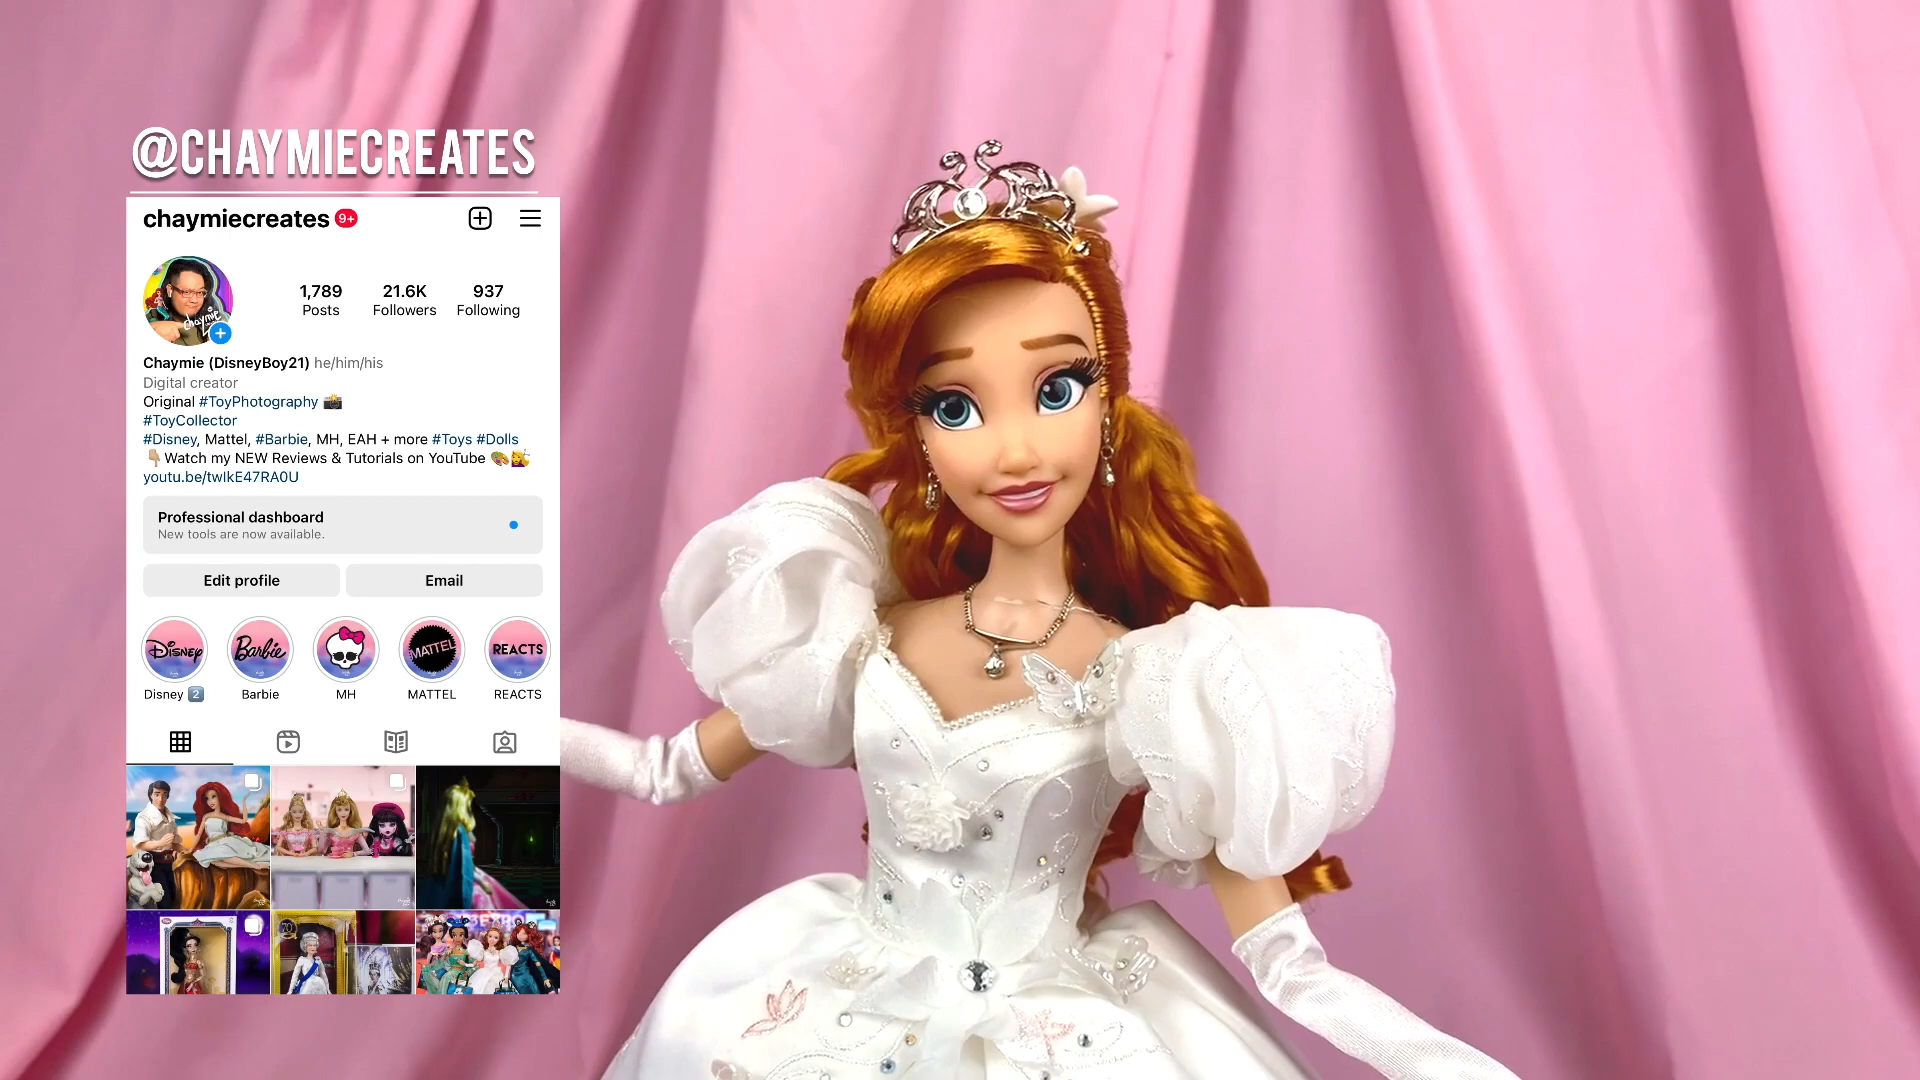 @CHAYMIECREATES
chaymiecreates 9+
1,789 21.6K 937
Posts Followers Following
Chaymie (DisneyBoy21) he/him/his
Digital creator
Original #ToyPhotography
#ToyCollector
#Disney, Mattel, #Barbie, MH, EAH + more #Toys #Dolls
Watch my NEW Reviews & Tutorials on YouTube
youtu.be/twIkE47RA0U
Professional dashboard
New tools are now available.
Edit profile Email
Disney Barbie MATTEL REACTS
Disney 2 Barbie MH MATTEL REACTS